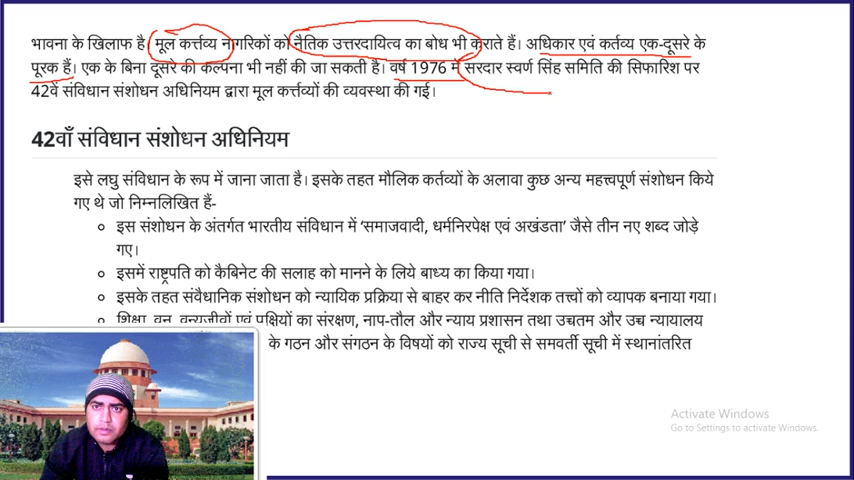 भावना के खिलाफ है। मूल कर्त्तव्य नागरिकों को नैतिक उत्तरदायित्व का बोध भी कराते हैं। अधिकार एवं कर्तव्य एक-दूसरे के
पूरक हैं। एक के बिना दूसरे की कल्पना भी नहीं की जा सकती है। वर्ष 1976 में सरदार स्वर्ण सिंह समिति की सिफारिश पर
42वें संविधान संशोधन अधिनियम द्वारा मूल कर्त्तव्यों की व्यवस्था की गई।
42वाँ संविधान संशोधन अधिनियम
इसे लघु संविधान के रूप में जाना जाता है। इसके तहत मौलिक कर्तव्यों के अलावा कुछ अन्य महत्त्वपूर्ण संशोधन किये
गए थे जो निम्नलिखित हैं-
इस संशोधन के अंतर्गत भारतीय संविधान में ‘समाजवादी, धर्मनिरपेक्ष एवं अखंडता’ जैसे तीन नए शब्द जोड़े
गए।
इसमें राष्ट्रपति को कैबिनेट की सलाह को मानने के लिये बाध्य का किया गया।
इसके तहत संवैधानिक संशोधन को न्यायिक प्रक्रिया से बाहर कर नीति निर्देशक तत्त्वों को व्यापक बनाया गया।
शिक्षा, वन, वन्यजीवों एवं पक्षियों का संरक्षण, नाप-तौल और न्याय प्रशासन तथा उच्चतम और उच्च न्यायालय
के गठन और संगठन के विषयों को राज्य सूची से समवर्ती सूची में स्थानांतरित
Activate Windows
Go to Settings to activate Windows.